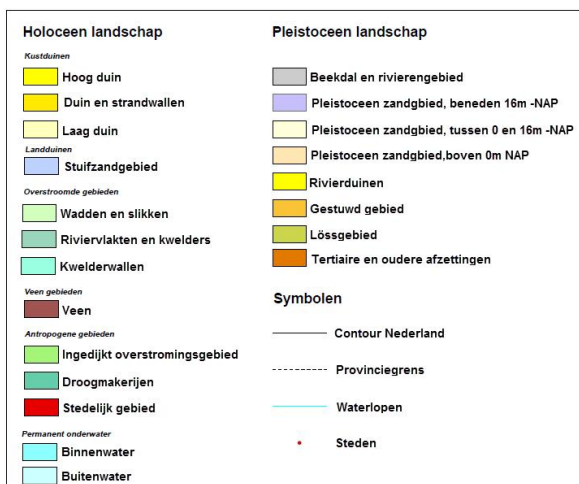 Holoceen landschap
Kustduinen
Hoog duin
Duin en strandwallen
Laag duin
Landduinen
Stuifzandgebied
Overstroomde gebieden
Wadden en slikken
Riviervlakten en kwelders
Kwelderwallen
Veen gebieden
Veen
Antropogene gebieden
Ingedijkt overstromingsgebied
Droogmakerijen
Stedelijk gebied
Permanent onderwater
Binnenwater
Buitenwater
Pleistoceen landschap
Beekdal en rivierengebied
Pleistoceen zandgbied, beneden 16m -NAP
Pleistoceen zandgbied, tussen 0 en 16m -NAP
Pleistoceen zandgbied,boven 0m NAP
Rivierduinen
Gestuwd gebied
Lössgebied
Tertiaire en oudere afzettingen
Symbolen
Contour Nederland
Provinciegrens
Waterlopen
Steden